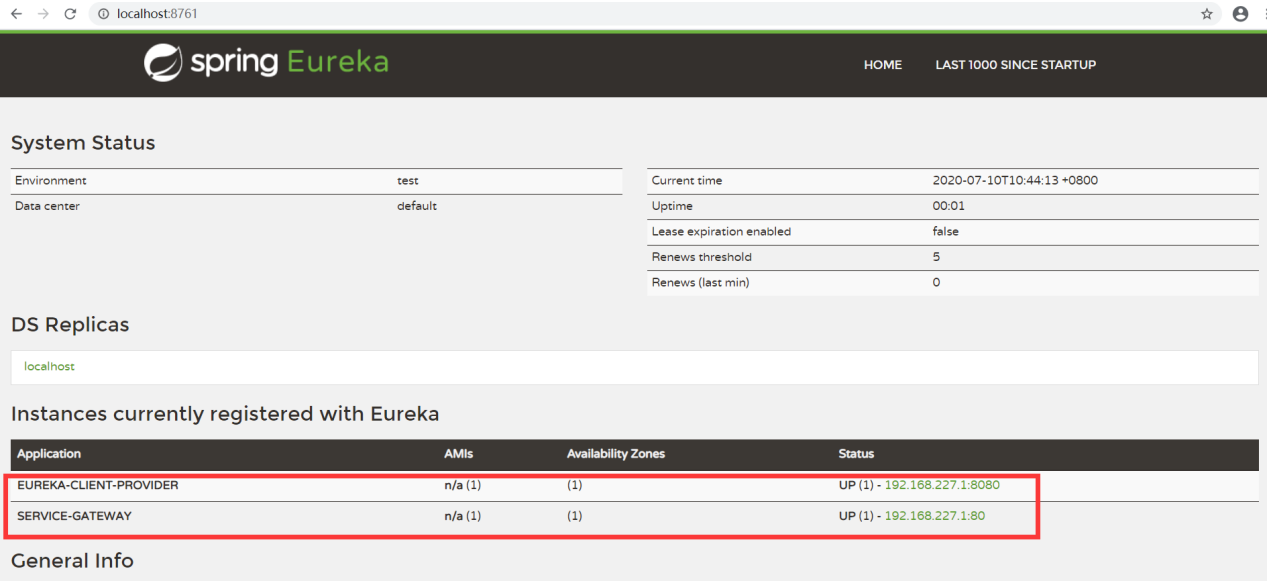 localhost:8761
spring Eureka
HOME LAST 1000 SINCE STARTUP
System Status
Environment test
Data center default
Current time 2020-07-10T10:44:13 +0800
Uptime 00:01
Lease expiration enabled false
Renews threshold 5
Renews (last min) 0
DS Replicas
localhost
Instances currently registered with Eureka
Application AMIs Availability Zones Status
EUREKA-CLIENT-PROVIDER n/a (1) (1) UP (1) - 192.168.227.1:8080
SERVICE-GATEWAY n/a (1) (1) UP (1) - 192.168.227.1:80
General Info